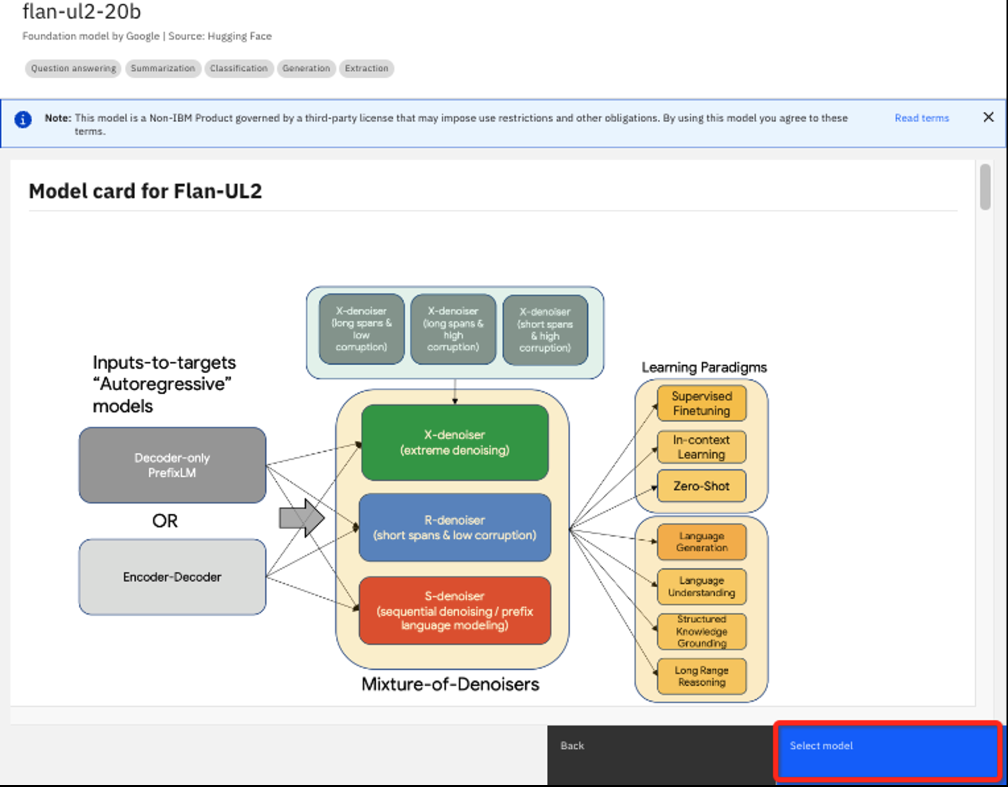 flan-ul2-20b
Foundation model by Google | Source: Hugging Face
Question answering
Summarization
Classification
Generation
Extraction
Note: This model is a Non-IBM Product governed by a third-party license that may impose use restrictions and other obligations. By using this model you agree to these
terms.
Read terms
Model card for Flan-UL2
X-denoiser
(long spans &
low
corruption)
X-denoiser
(long spans &
high
corruption)
X-denoiser
(short spans
& high
corruption)
Inputs-to-targets
“Autoregressive”
models
Decoder-only
PrefixLM
OR
Encoder-Decoder
X-denoiser
(extreme denoising)
R-denoiser
(short spans & low corruption)
S-denoiser
(sequential denoising / prefix
language modeling)
Mixture-of-Denoisers
Learning Paradigms
Supervised
Finetuning
In-context
Learning
Zero-Shot
Language
Generation
Language
Understanding
Structured
Knowledge
Grounding
Long Range
Reasoning
Back
Select model